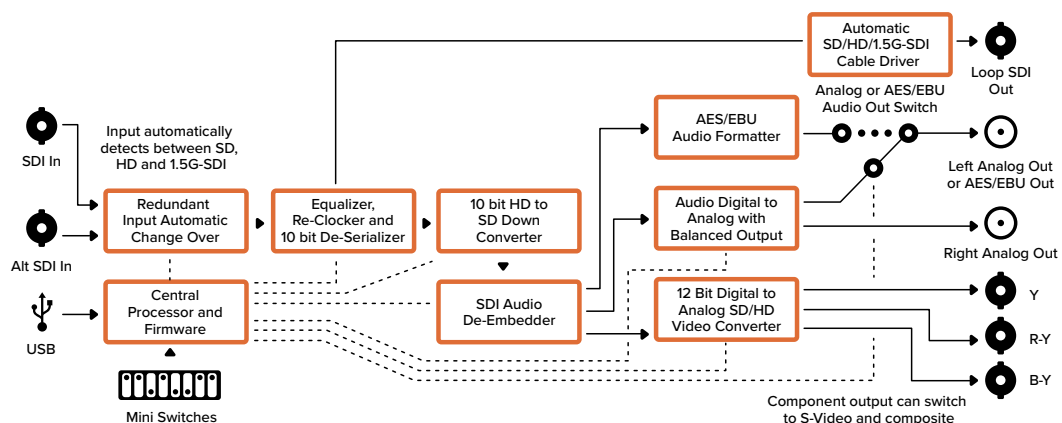 Automatic
SD/HD/1.5G-SDI
Cable Driver
Loop SDI
Out
Analog or AES/EBU
Audio Out Switch
AES/EBU
Audio Formatter
Input automatically
detects between SD,
HD and 1.5G-SDI
SDI In
Left Analog Out
or AES/EBU Out
Redundant
Input Automatic
Change Over
Equalizer,
Re-Clocker and
10 bit De-Serializer
10 bit HD to
SD Down
Converter
Audio Digital to
Analog with
Balanced Output
Alt SDI In
Right Analog Out
Central
Processor and
Firmware
SDI Audio
De-Embedder
12 Bit Digital to
Analog SD/HD
Video Converter
Y
USB
R-Y
B-Y
Mini Switches
Component output can switch
to S-Video and composite